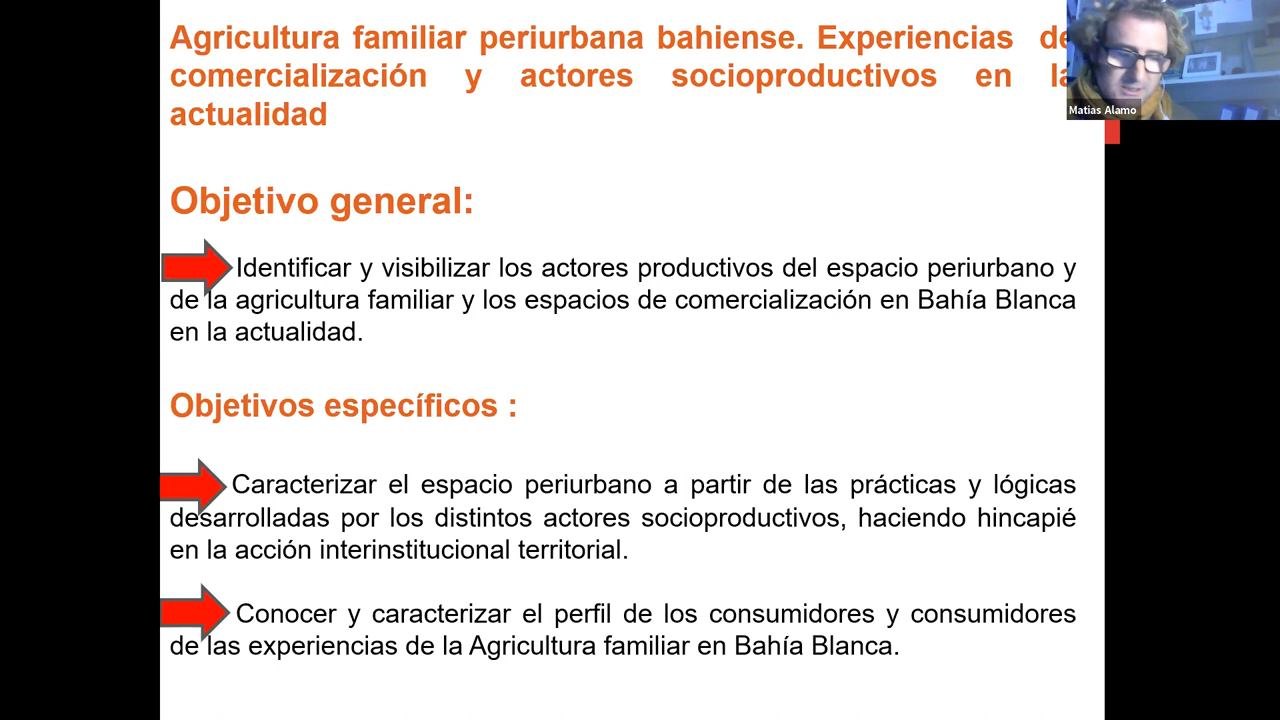 Agricultura familiar periurbana bahiense. Experiencias de
comercialización y actores socioproductivos en la
actualidad
Matias Alamo
Objetivo general:
Identificar y visibilizar los actores productivos del espacio periurbano y
de la agricultura familiar y los espacios de comercialización en Bahía Blanca
en la actualidad.
Objetivos específicos :
Caracterizar el espacio periurbano a partir de las prácticas y lógicas
desarrolladas por los distintos actores socioproductivos, haciendo hincapié
en la acción interinstitucional territorial.
Conocer y caracterizar el perfil de los consumidores y consumidores
de las experiencias de la Agricultura familiar en Bahía Blanca.